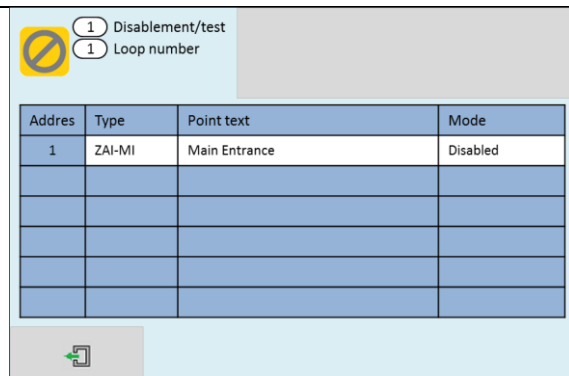 1 Disablement/test
1 Loop number
Addres Type Point text Mode
1 ZAI-MI Main Entrance Disabled